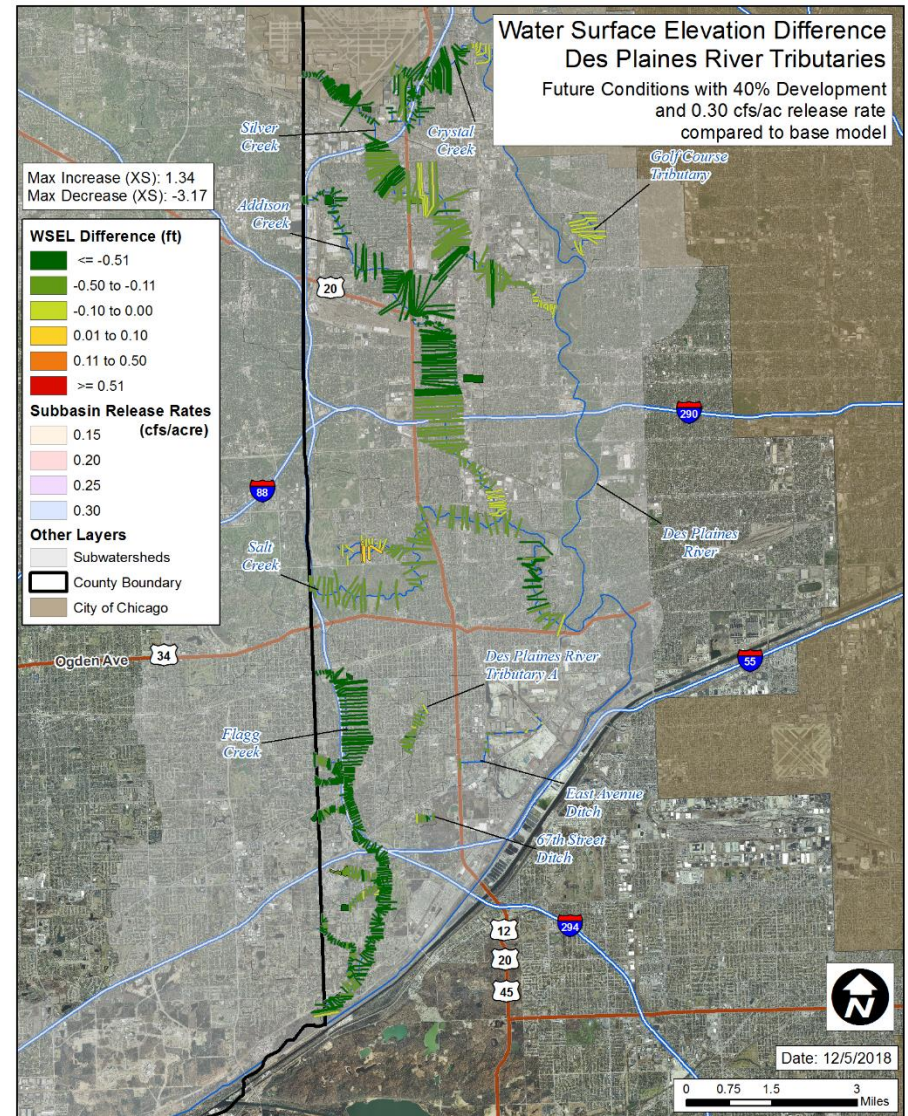 Water Surface Elevation Difference
Des Plaines River Tributaries
Future Conditions with 40% Development
and 0.30 cfs/ac release rate
compared to base model
Silver
Creek
Crystal
Creek
Golf Course
Tributary
Max Increase (XS): 1.34
Max Decrease (XS): -3.17
Addison
Creek
WSEL Difference (ft)
<= -0.51
-0.50 to -0.11
-0.10 to 0.00
0.01 to 0.10
0.11 to 0.50
>= 0.51
Subbasin Release Rates
(cfs/acre)
0.15
0.20
0.25
0.30
Other Layers
Subwatersheds
County Boundary
City of Chicago
20
290
88
Des Plaines
River
Salt
Creek
Ogden Ave
34
55
Des Plaines River
Tributary A
Flagg
Creek
East Avenue
Ditch
67th Street
Ditch
12
20
45
294
N
Date: 12/5/2018
0 0.75 1.5 3
Miles